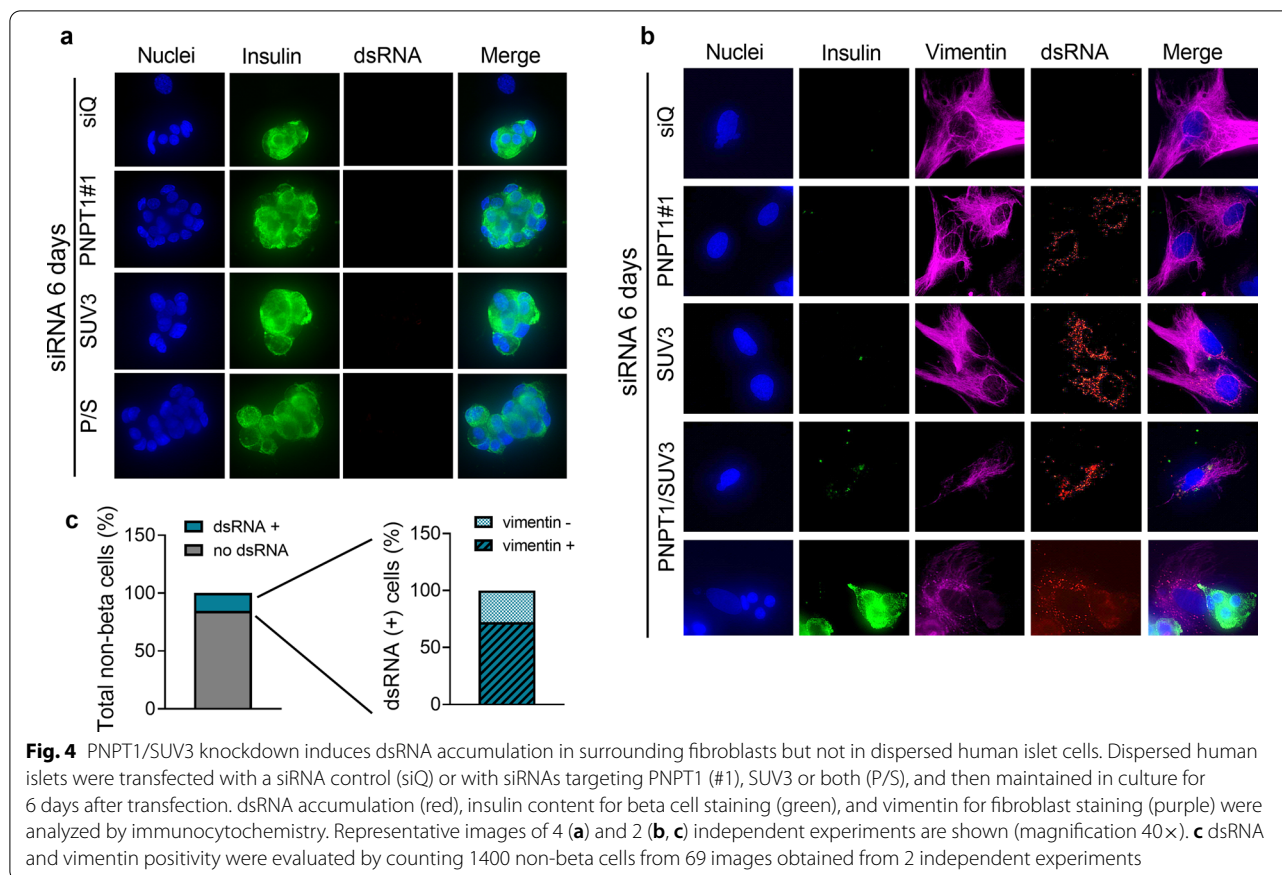 a
Nuclei Insulin dsRNA Merge
siRNA 6 days
siQ
PNPT1#1
SUV3
P/S
b
Nuclei Insulin Vimentin dsRNA Merge
siRNA 6 days
siQ
PNPT1#1
SUV3
PNPT1/SUV3
c
Total non-beta cells (%)
150
100
50
0
dsRNA +
no dsRNA
dsRNA (+) cells (%)
150
100
50
0
vimentin -
vimentin +
Fig. 4 PNPT1/SUV3 knockdown induces dsRNA accumulation in surrounding fibroblasts but not in dispersed human islet cells. Dispersed human
islets were transfected with a siRNA control (siQ) or with siRNAs targeting PNPT1 (#1), SUV3 or both (P/S), and then maintained in culture for
6 days after transfection. dsRNA accumulation (red), insulin content for beta cell staining (green), and vimentin for fibroblast staining (purple) were
analyzed by immunocytochemistry. Representative images of 4 (a) and 2 (b, c) independent experiments are shown (magnification 40×). c dsRNA
and vimentin positivity were evaluated by counting 1400 non-beta cells from 69 images obtained from 2 independent experiments